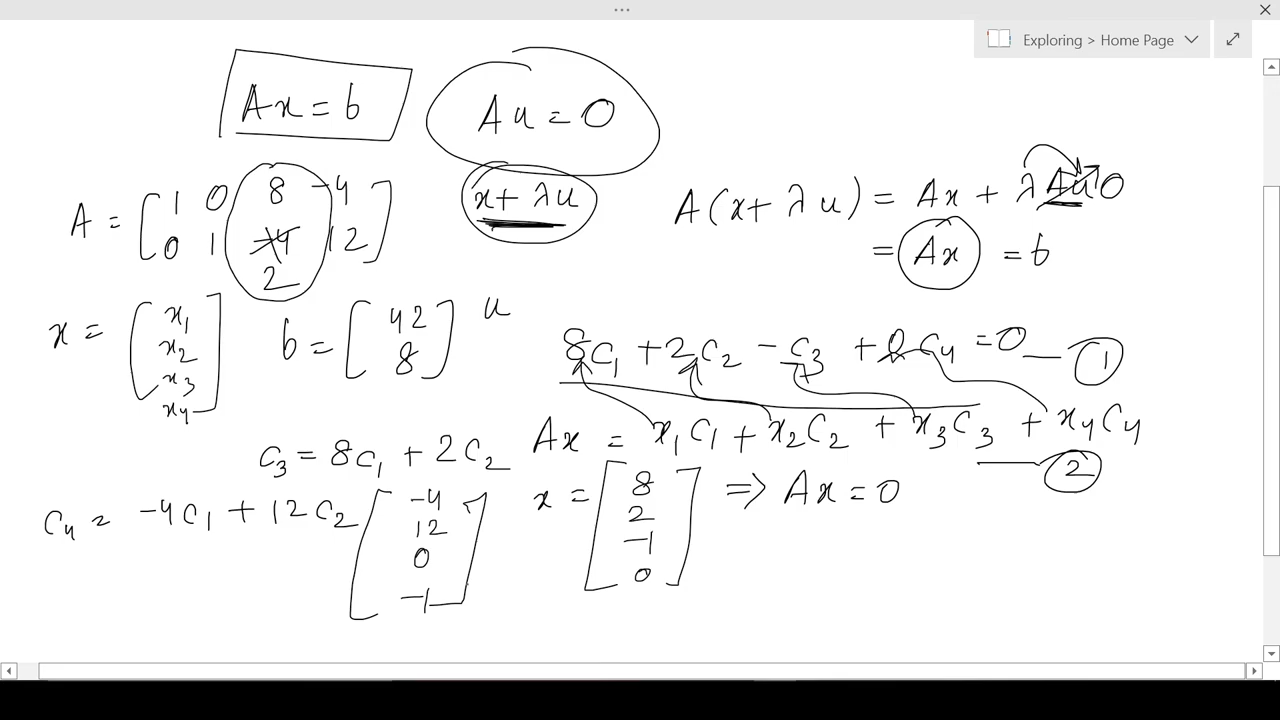 Exploring > Home Page
Ax = b
Au = 0
A = [ 1 0 8 -4
0 1 2 12 ]
x + λu
A(x + λu) = Ax + λAu 0
= Ax = b
x = [ x1
x2
x3
x4 ]
b = [ 42
8 ]
u
8c1 + 2c2 - c3 + 0c4 = 0 — 1
Ax = x1c1 + x2c2 + x3c3 + x4c4
— 2
c3 = 8c1 + 2c2
c4 = -4c1 + 12c2
[ -4
12
0
-1 ]
x = [ 8
2
-1
0 ]
⇒ Ax = 0